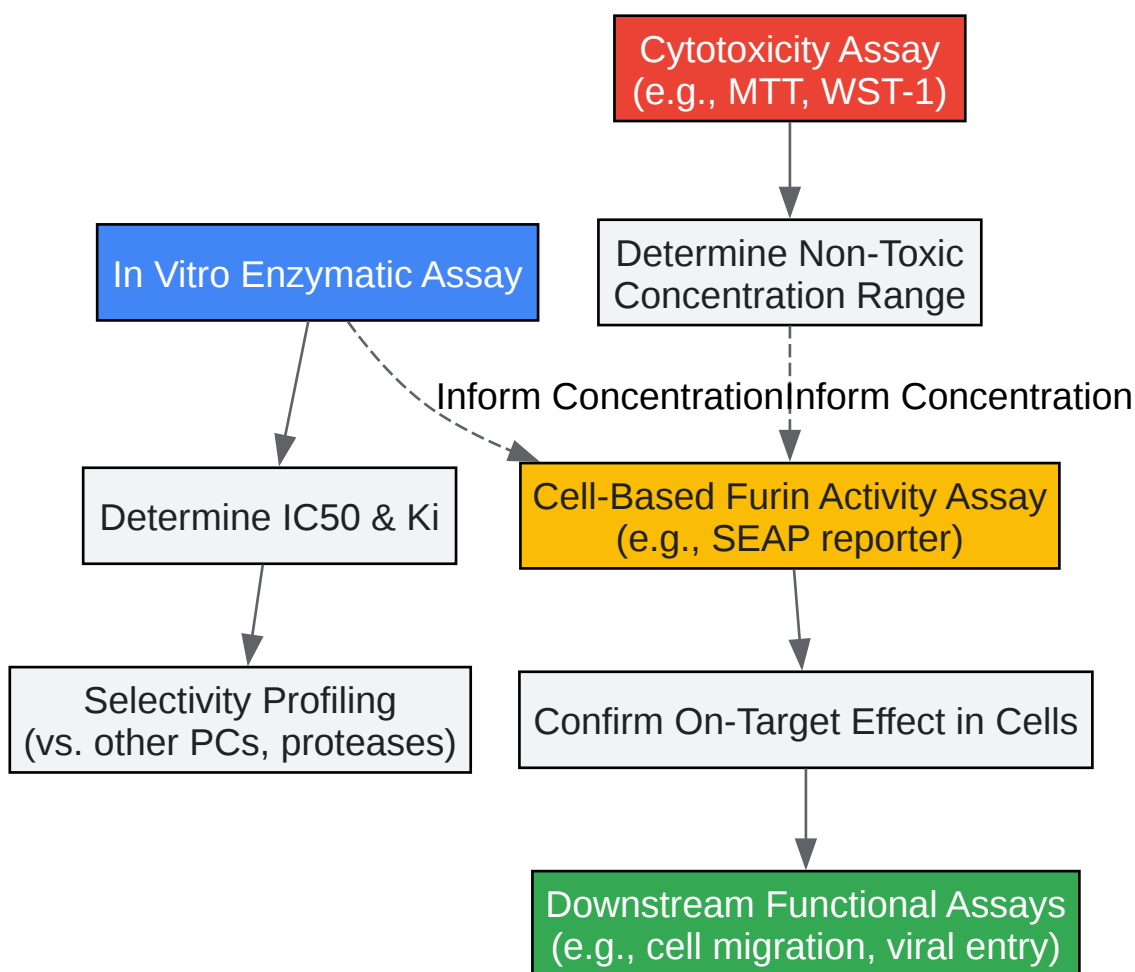 Cytotoxicity Assay
(e.g., MTT, WST-1)
In Vitro Enzymatic Assay
Determine Non-Toxic
Concentration Range
Inform Concentration
Inform Concentration
Determine IC50 & Ki
Cell-Based Furin Activity Assay
(e.g., SEAP reporter)
Selectivity Profiling
(vs. other PCs, proteases)
Confirm On-Target Effect in Cells
Downstream Functional Assays
(e.g., cell migration, viral entry)